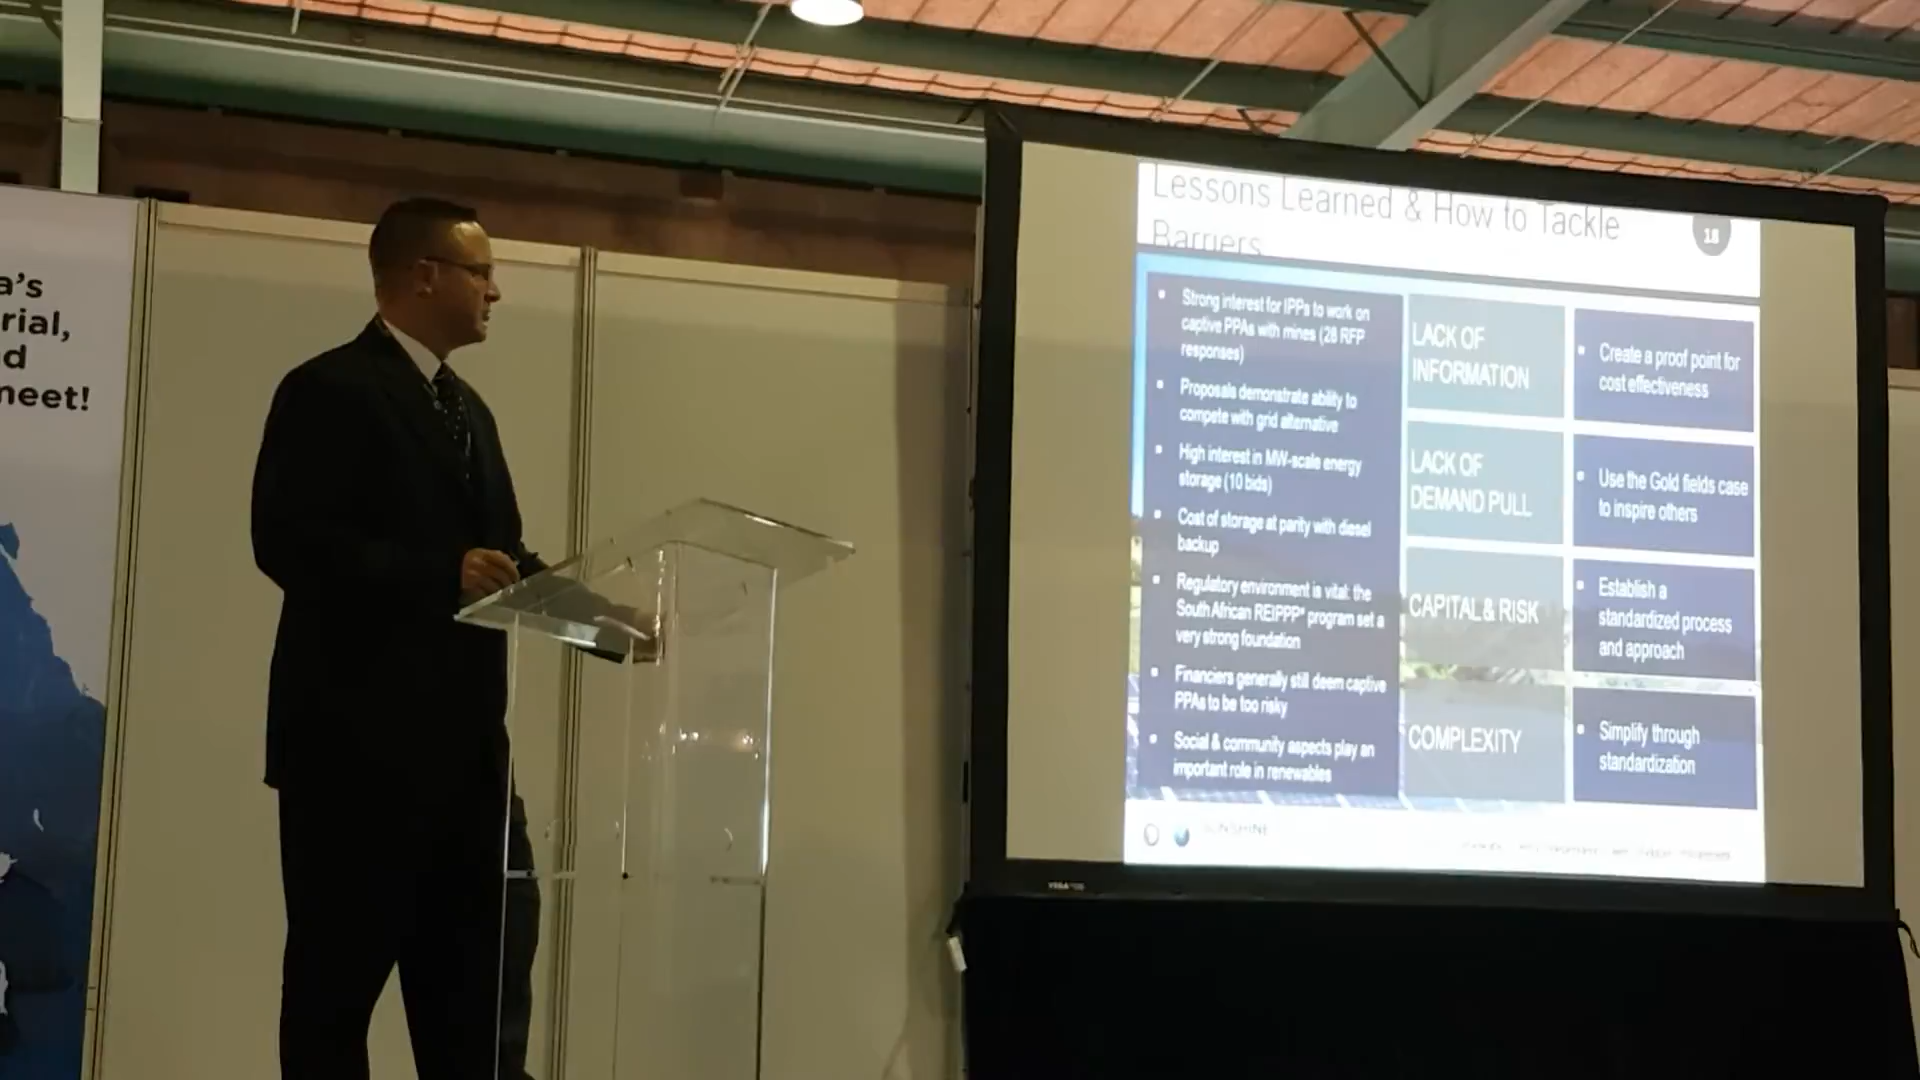 a's
rial,
d
meet!
Lessons Learned & How to Tackle
Barriers
18
Strong interest for IPPs to work on
captive PPAs with mines (28 RFP
responses)
Proposals demonstrate ability to
compete with grid alternative
High interest in MW-scale energy
storage (10 bids)
Cost of storage at parity with diesel
backup
Regulatory environment is vital: the
South African REIPPP* program set a
very strong foundation
Financiers generally still deem captive
PPAs to be too risky
Social & community aspects play an
important role in renewables
LACK OF
INFORMATION
Create a proof point for
cost effectiveness
LACK OF
DEMAND PULL
Use the Gold fields case
to inspire others
CAPITAL & RISK
Establish a
standardized process
and approach
COMPLEXITY
Simplify through
standardization
SUNSHINE